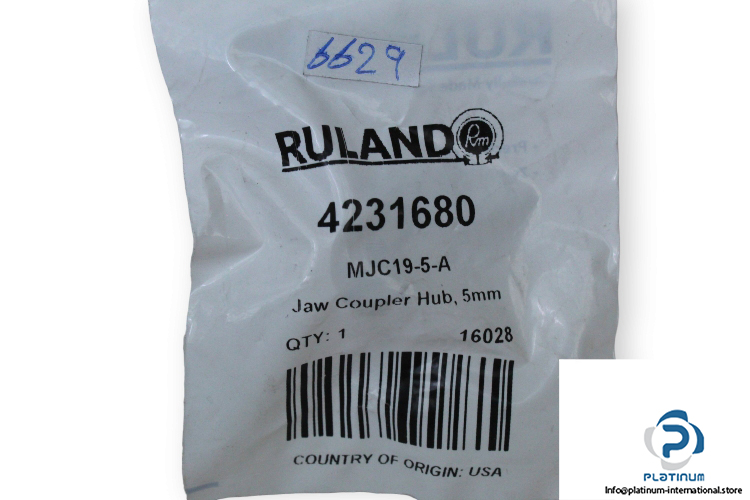 6629
RULAND
Rm
4231680
MJC19-5-A
Jaw Coupler Hub, 5mm
QTY: 1 16028
COUNTRY OF ORIGIN: USA
PLATINUM
Info@platinum-international.store